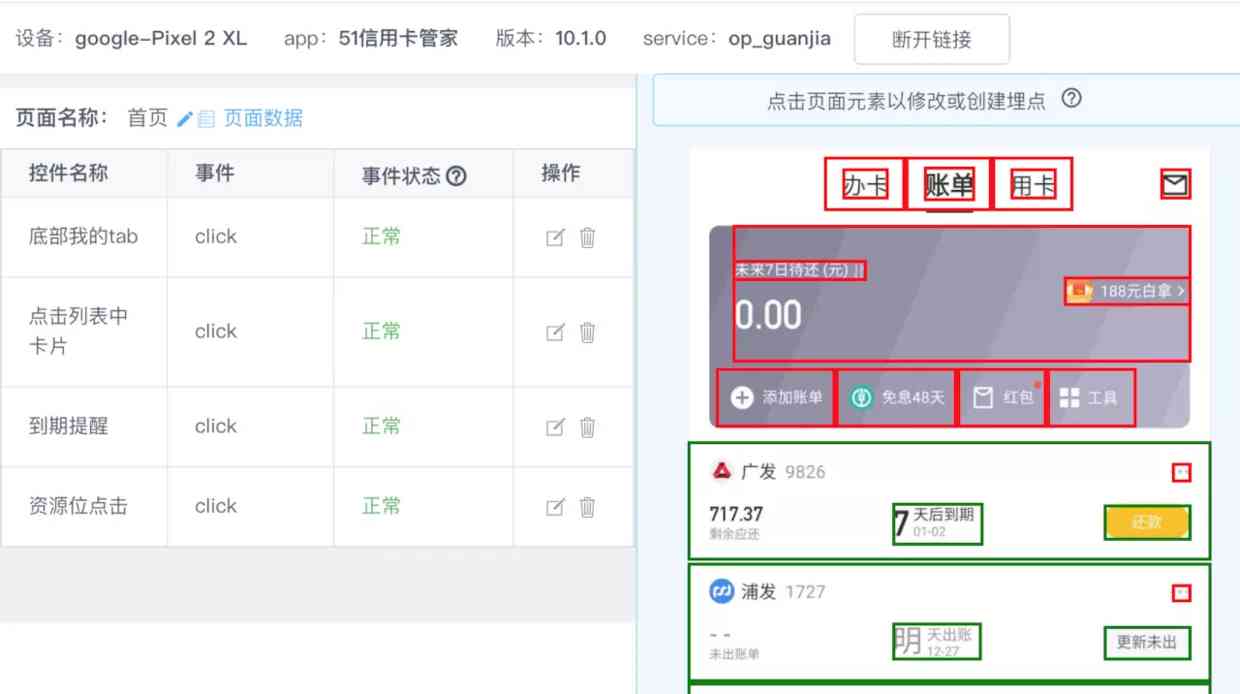 设备：google-Pixel 2 XL app：51信用卡管家 版本：10.1.0 service：op_guanjia 断开链接
页面名称： 首页 页面数据
控件名称 事件 事件状态 操作
底部我的tab click 正常
点击列表中
卡片 click 正常
到期提醒 click 正常
资源位点击 click 正常
点击页面元素以修改或创建埋点
办卡 账单 用卡
未来7日待还 (元)
188元白拿
0.00
添加账单 免息48天 红包 工具
广发 9826
717.37
剩余应还
7 天后到期
01-02
还款
浦发 1727
- -
未出账单
明 天出账
12-27
更新未出